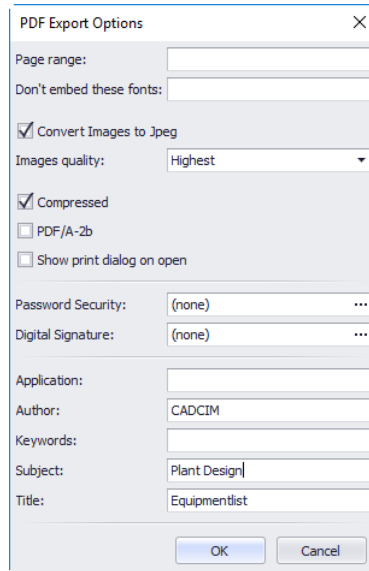 PDF Export Options
Page range:
Don't embed these fonts:
Convert Images to Jpeg
Images quality: Highest
Compressed
PDF/A-2b
Show print dialog on open
Password Security: (none) ...
Digital Signature: (none) ...
Application:
Author: CADCIM
Keywords:
Subject: Plant Design
Title: Equipmentlist
OK Cancel